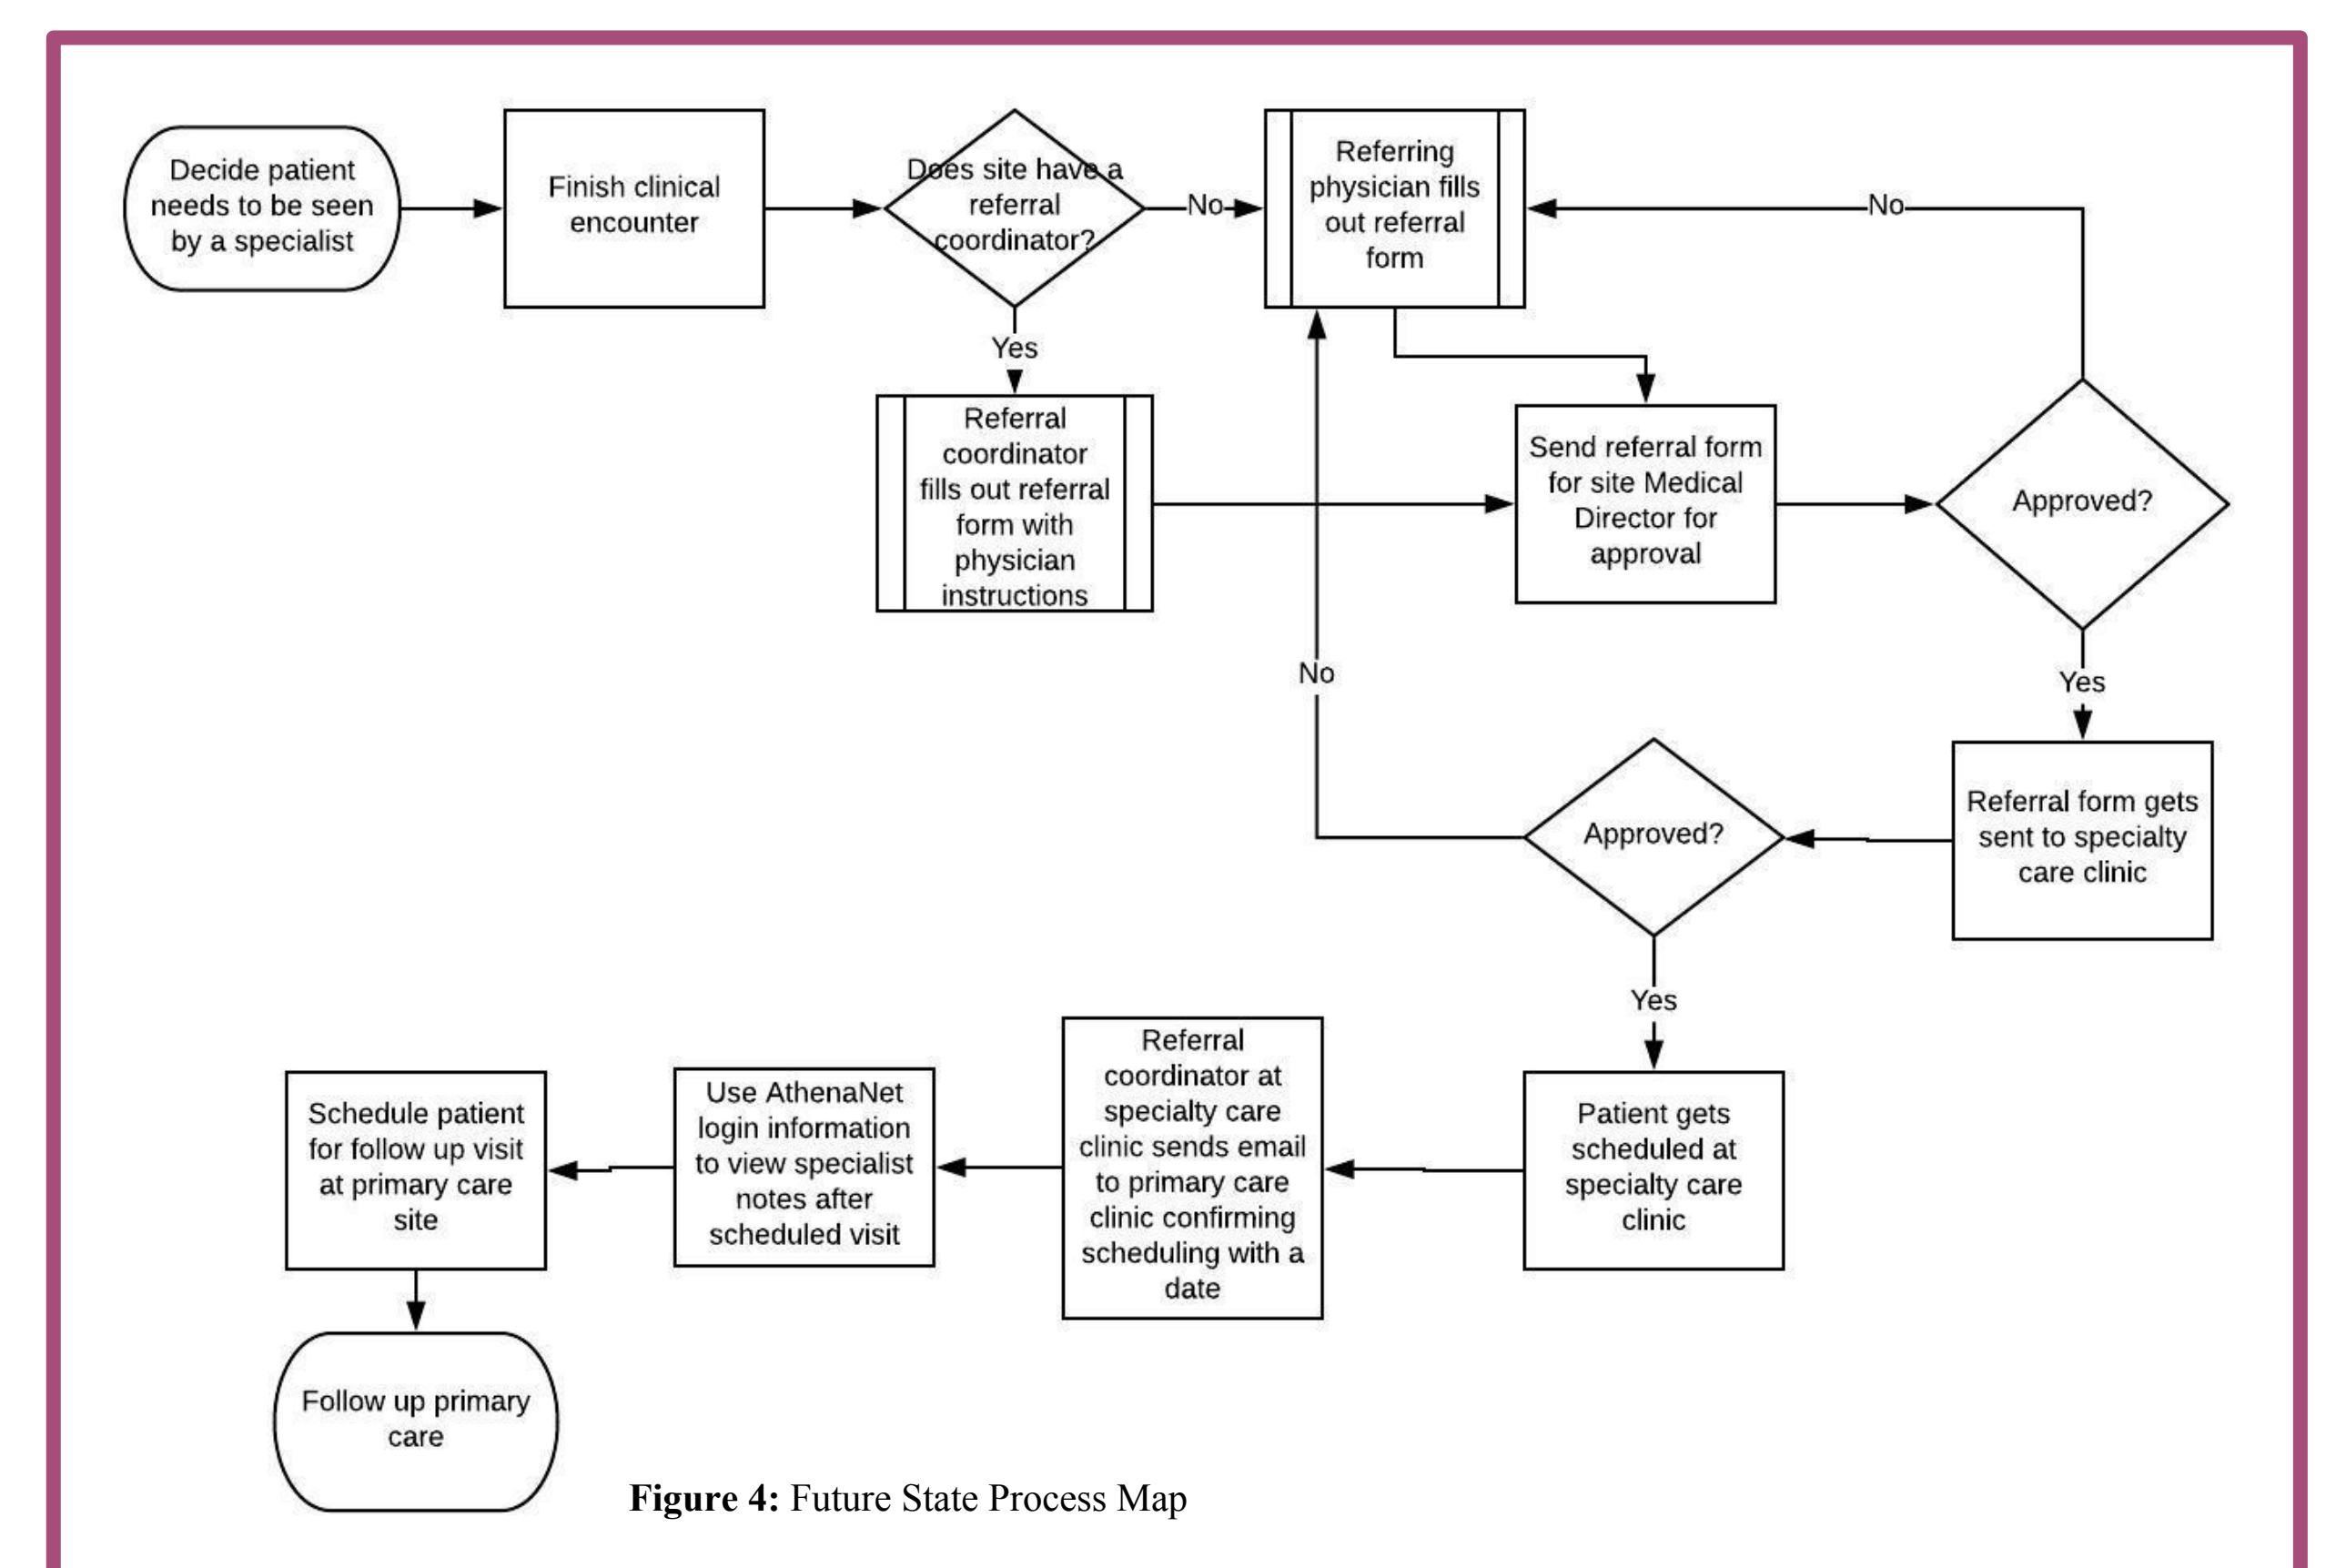 Decide patient
needs to be seen
by a specialist
Finish clinical
encounter
Does site have a
referral
coordinator?
No
Referring
physician fills
out referral
form
No
Yes
Referral
coordinator
fills out referral
form with
physician
instructions
Send referral form
for site Medical
Director for
approval
Approved?
No
Yes
Approved?
Referral form gets
sent to specialty
care clinic
Yes
Schedule patient
for follow up visit
at primary care
site
Use AthenaNet
login information
to view specialist
notes after
scheduled visit
Referral
coordinator at
specialty care
clinic sends email
to primary care
clinic confirming
scheduling with a
date
Patient gets
scheduled at
specialty care
clinic
Follow up primary
care
Figure 4: Future State Process Map